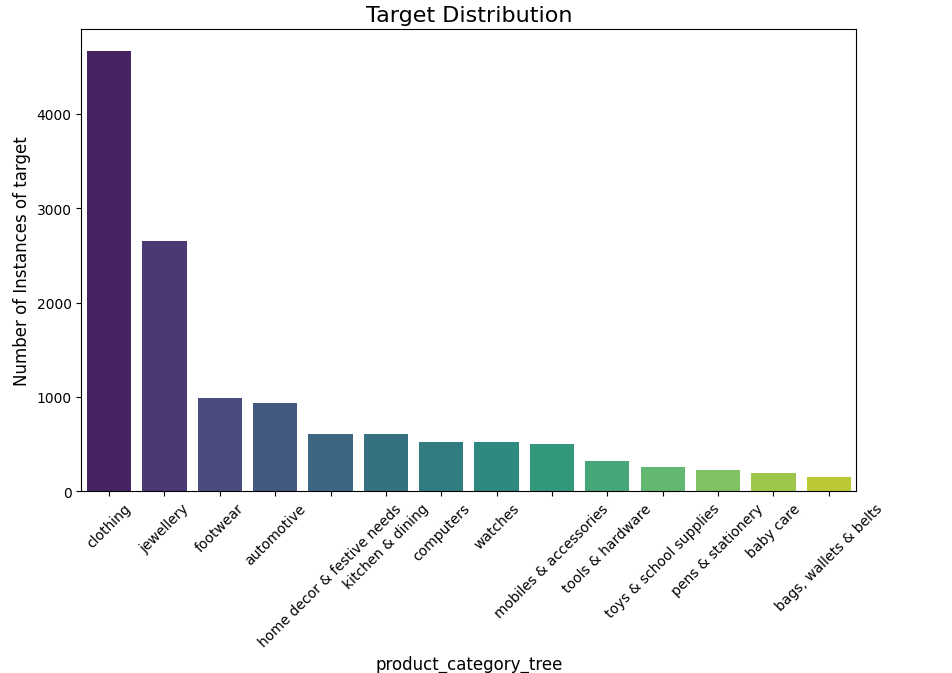 Target Distribution
Number of Instances of target
4000
3000
2000
1000
0
clothing
jewellery
footwear
automotive
home decor & festive needs
kitchen & dining
computers
watches
mobiles & accessories
tools & hardware
toys & school supplies
pens & stationery
baby care
bags, wallets & belts
product_category_tree